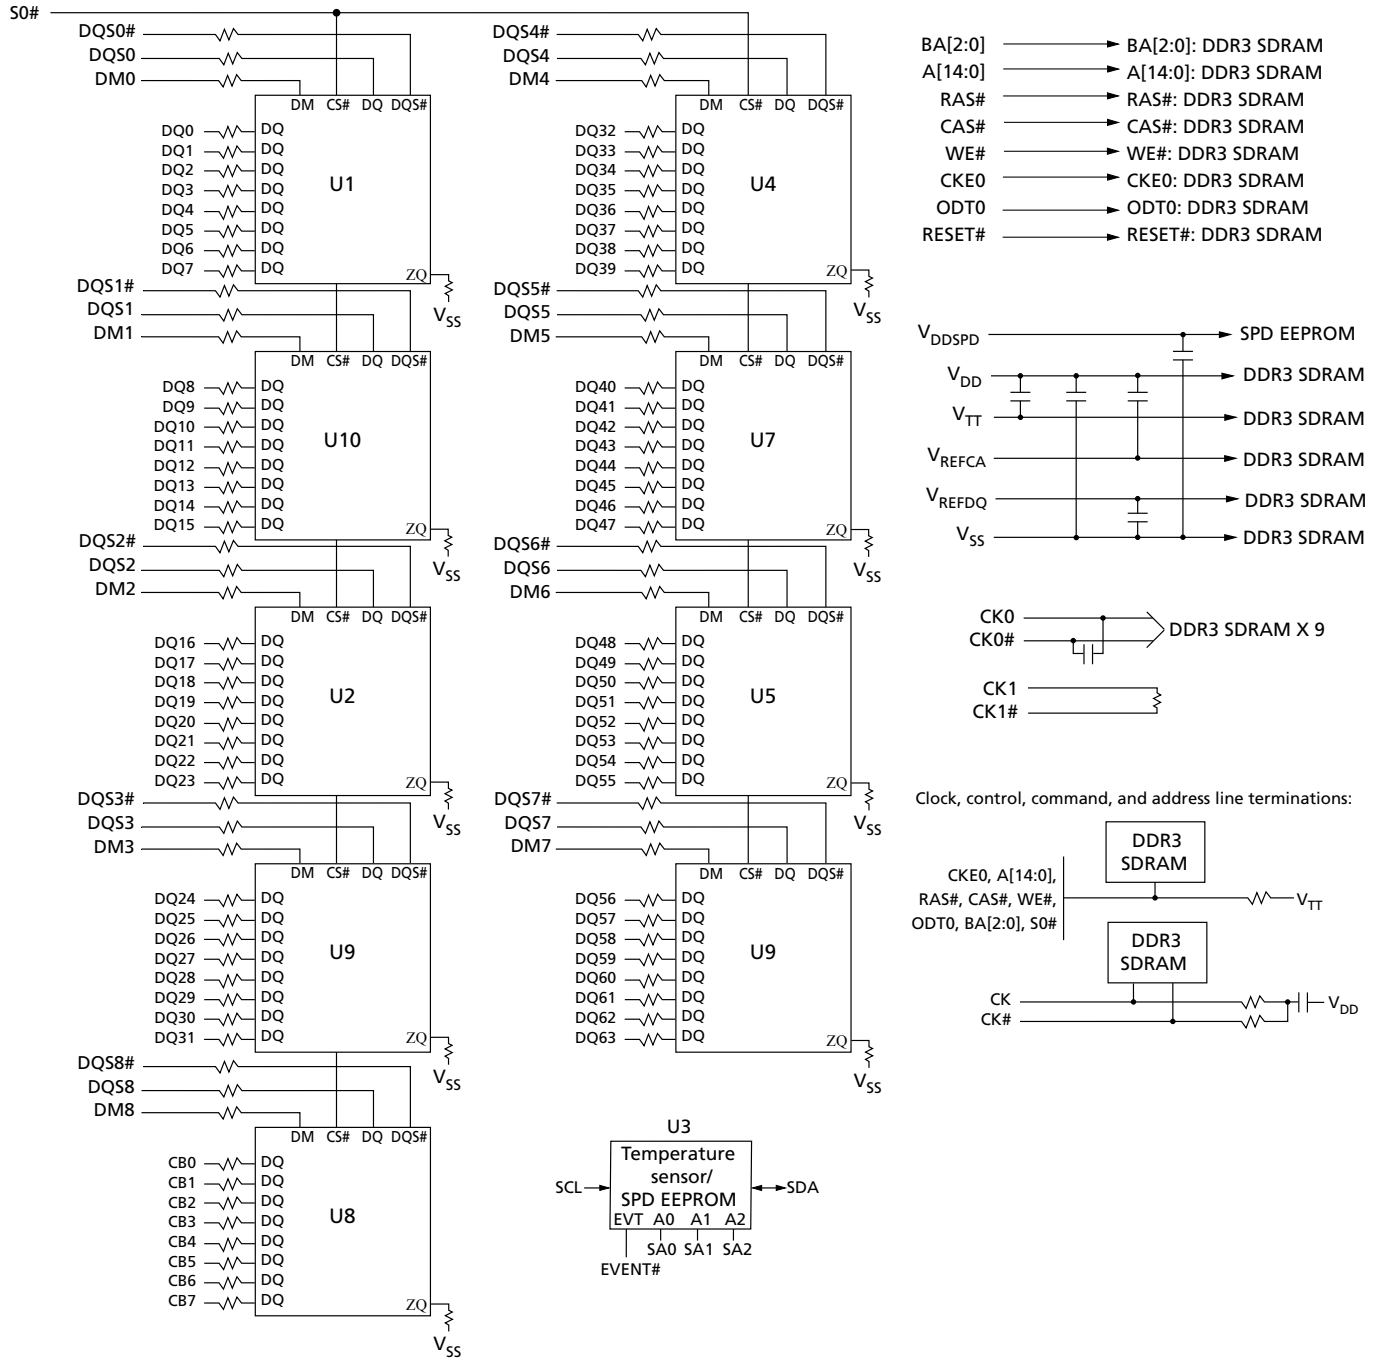 S0#
DQS0#
DQS0
DM0
DM CS# DQ DQS#
DQ0 DQ
DQ1 DQ
DQ2 DQ
DQ3 DQ
DQ4 DQ
DQ5 DQ
DQ6 DQ
DQ7 DQ
U1
ZQ
VSS
DQS1#
DQS1
DM1
DM CS# DQ DQS#
DQ8 DQ
DQ9 DQ
DQ10 DQ
DQ11 DQ
DQ12 DQ
DQ13 DQ
DQ14 DQ
DQ15 DQ
U10
ZQ
VSS
DQS2#
DQS2
DM2
DM CS# DQ DQS#
DQ16 DQ
DQ17 DQ
DQ18 DQ
DQ19 DQ
DQ20 DQ
DQ21 DQ
DQ22 DQ
DQ23 DQ
U2
ZQ
VSS
DQS3#
DQS3
DM3
DM CS# DQ DQS#
DQ24 DQ
DQ25 DQ
DQ26 DQ
DQ27 DQ
DQ28 DQ
DQ29 DQ
DQ30 DQ
DQ31 DQ
U9
ZQ
VSS
DQS8#
DQS8
DM8
DM CS# DQ DQS#
CB0 DQ
CB1 DQ
CB2 DQ
CB3 DQ
CB4 DQ
CB5 DQ
CB6 DQ
CB7 DQ
U8
ZQ
VSS
DQS4#
DQS4
DM4
DM CS# DQ DQS#
DQ32 DQ
DQ33 DQ
DQ34 DQ
DQ35 DQ
DQ36 DQ
DQ37 DQ
DQ38 DQ
DQ39 DQ
U4
ZQ
VSS
DQS5#
DQS5
DM5
DM CS# DQ DQS#
DQ40 DQ
DQ41 DQ
DQ42 DQ
DQ43 DQ
DQ44 DQ
DQ45 DQ
DQ46 DQ
DQ47 DQ
U7
ZQ
VSS
DQS6#
DQS6
DM6
DM CS# DQ DQS#
DQ48 DQ
DQ49 DQ
DQ50 DQ
DQ51 DQ
DQ52 DQ
DQ53 DQ
DQ54 DQ
DQ55 DQ
U5
ZQ
VSS
DQS7#
DQS7
DM7
DM CS# DQ DQS#
DQ56 DQ
DQ57 DQ
DQ58 DQ
DQ59 DQ
DQ60 DQ
DQ61 DQ
DQ62 DQ
DQ63 DQ
U9
ZQ
VSS
U3
Temperature
sensor/
SPD EEPROM
SCL
SDA
EVT A0 A1 A2
SA0 SA1 SA2
EVENT#
BA[2:0] BA[2:0]: DDR3 SDRAM
A[14:0] A[14:0]: DDR3 SDRAM
RAS# RAS#: DDR3 SDRAM
CAS# CAS#: DDR3 SDRAM
WE# WE#: DDR3 SDRAM
CKE0 CKE0: DDR3 SDRAM
ODT0 ODT0: DDR3 SDRAM
RESET# RESET#: DDR3 SDRAM
VDDSPD SPD EEPROM
VDD DDR3 SDRAM
VTT DDR3 SDRAM
VREFCA DDR3 SDRAM
VREFDQ DDR3 SDRAM
VSS DDR3 SDRAM
CK0
CK0#
DDR3 SDRAM X 9
CK1
CK1#
Clock, control, command, and address line terminations:
DDR3
SDRAM
CKE0, A[14:0],
RAS#, CAS#, WE#,
ODT0, BA[2:0], S0#
VTT
DDR3
SDRAM
CK
CK#
VDD